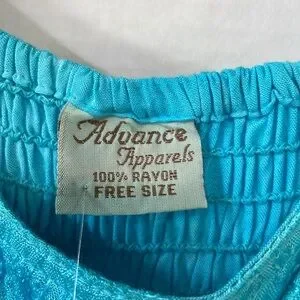 Advance
Apparels
100% RAYON
FREE SIZE